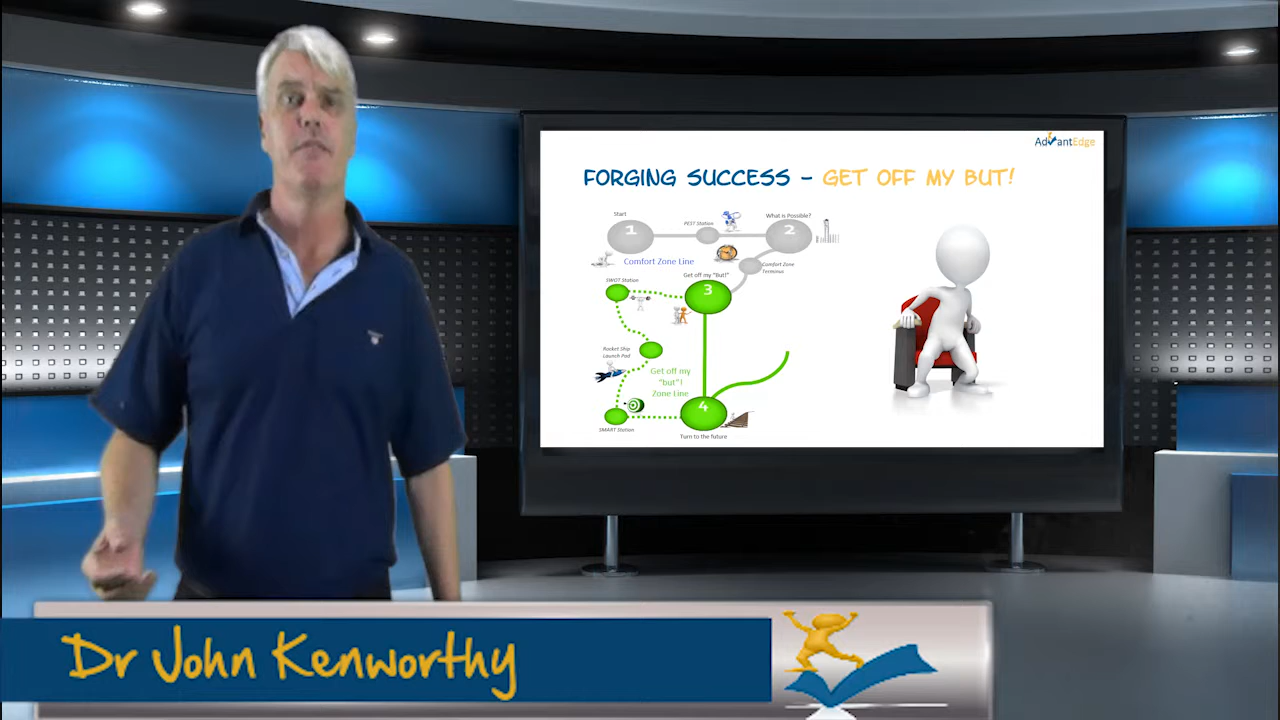 AdvantEdge
FORGING SUCCESS – GET OFF MY BUT!
Start
1
PEST Station
What is Possible?
2
Comfort Zone Line
Comfort Zone
Terminus
SWOT Station
Get off my "But!"
3
Rocket Ship
Launch Pad
Get off my
"but"!
Zone Line
SMART Station
4
Turn to the future
Dr John Kenworthy